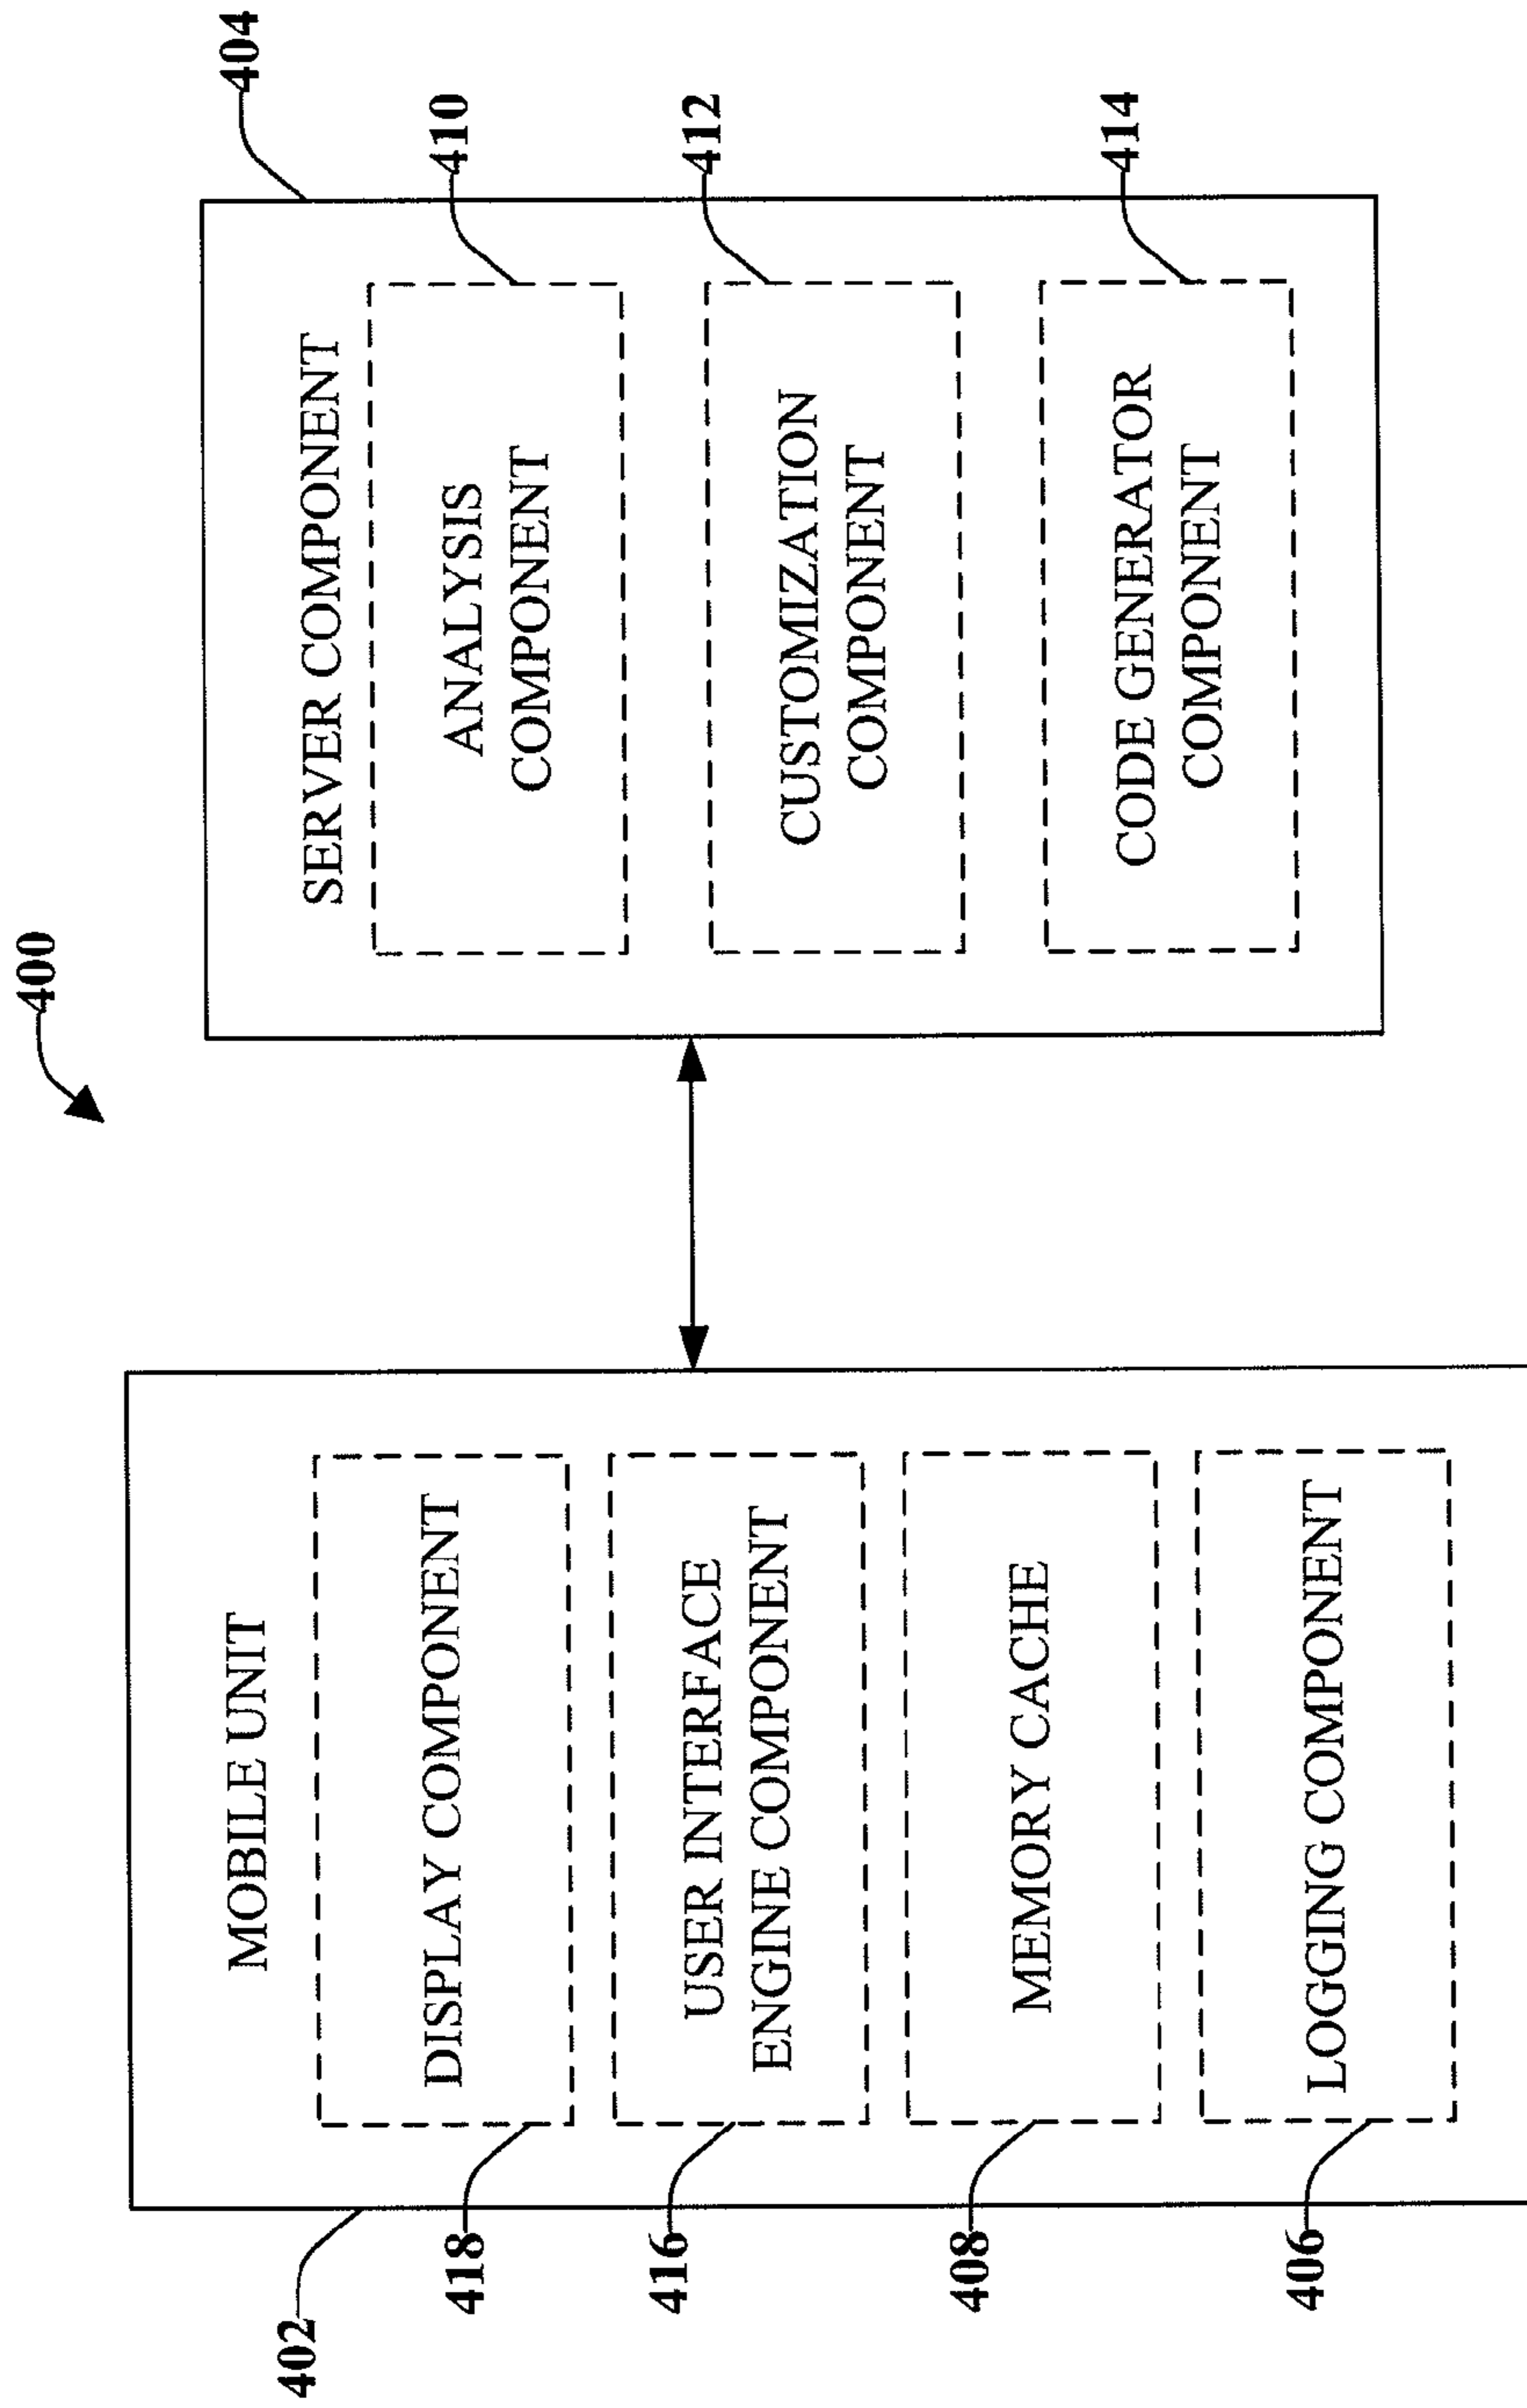 400
402
MOBILE UNIT
418
DISPLAY COMPONENT
416
USER INTERFACE
ENGINE COMPONENT
408
MEMORY CACHE
406
LOGGING COMPONENT
404
SERVER COMPONENT
410
ANALYSIS
COMPONENT
412
CUSTOMIZATION
COMPONENT
414
CODE GENERATOR
COMPONENT